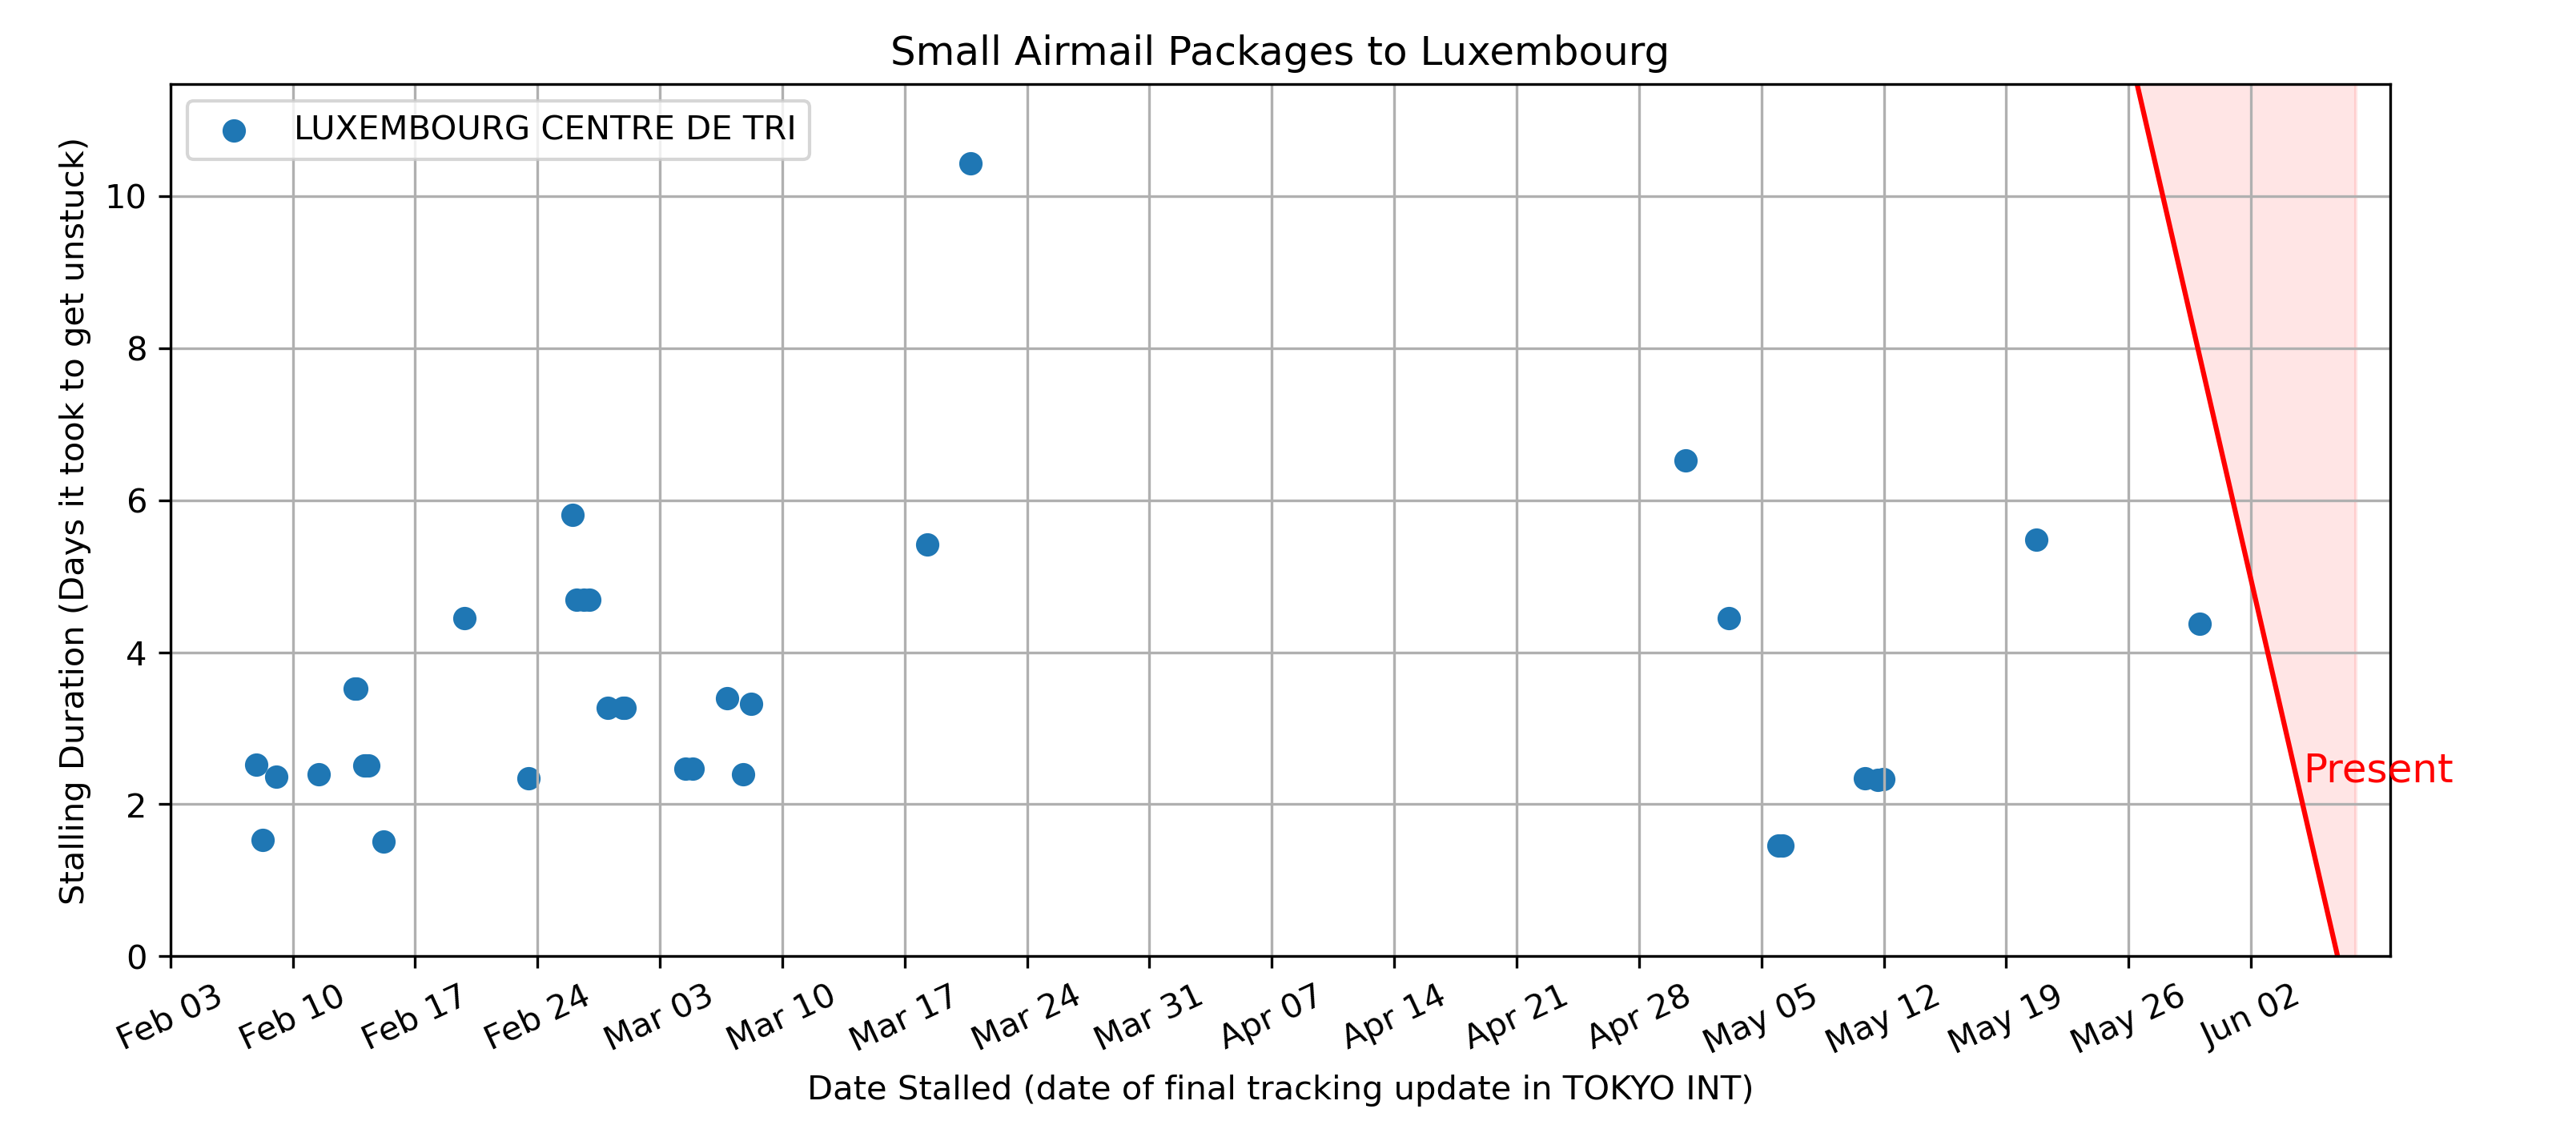 Small Airmail Packages to Luxembourg
LUXEMBOURG CENTRE DE TRI
Stalling Duration (Days it took to get unstuck)
10
8
6
4
2
0
Present
Feb 03 Feb 10 Feb 17 Feb 24 Mar 03 Mar 10 Mar 17 Mar 24 Mar 31 Apr 07 Apr 14 Apr 21 Apr 28 May 05 May 12 May 19 May 26 Jun 02
Date Stalled (date of final tracking update in TOKYO INT)